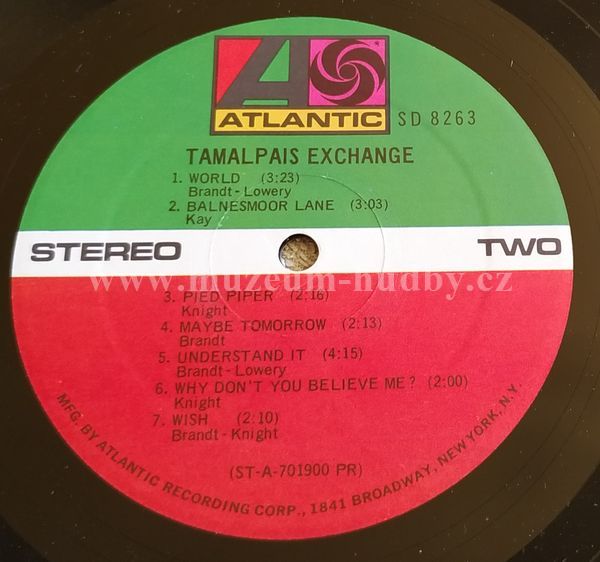 ATLANTIC
SD 8263
TAMALPAIS EXCHANGE
1. WORLD (3:23)
Brandt-Lowery
2. BALNESMOOR LANE (3:03)
Kay
STEREO
TWO
www.muzeum-hudby.cz
3. PIED PIPER (2:16)
Knight
4. MAYBE TOMORROW (2:13)
Brandt
5. UNDERSTAND IT (4:15)
Brandt-Lowery
6. WHY DON'T YOU BELIEVE ME? (2:00)
Knight
7. WISH (2:10)
Brandt-Knight
(ST-A-701900 PR)
MFG. BY ATLANTIC RECORDING CORP., 1841 BROADWAY, NEW YORK, N.Y.